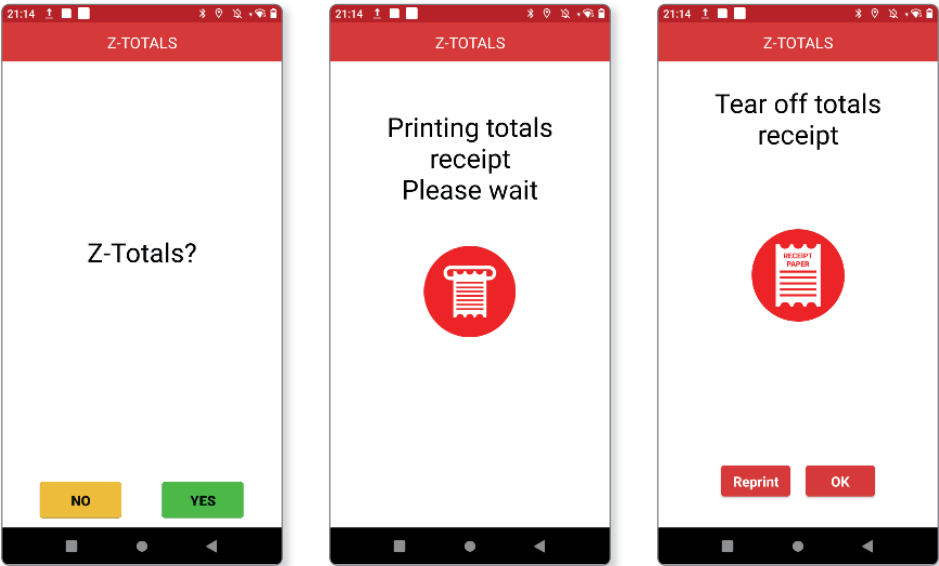 21:14
Z-TOTALS
Z-Totals?
NO
YES
21:14
Z-TOTALS
Printing totals
receipt
Please wait
21:14
Z-TOTALS
Tear off totals
receipt
RECEIPT
PAPER
Reprint
OK